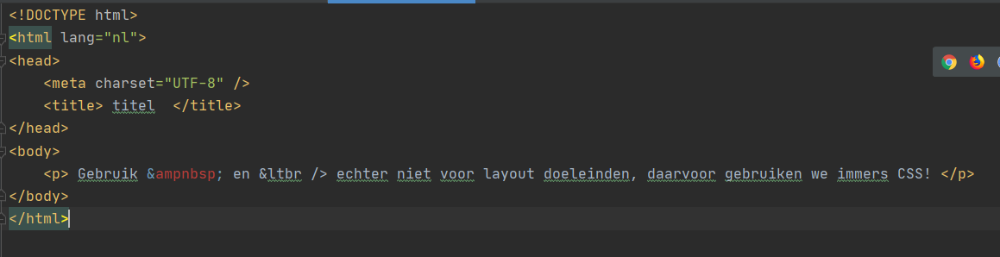 <!DOCTYPE html>
<html lang="nl">
<head>
    <meta charset="UTF-8" />
    <title> titel  </title>
</head>
<body>
    <p> Gebruik &ampnbsp; en &ltbr /> echter niet voor layout doeleinden, daarvoor gebruiken we immers CSS! </p>
</body>
</html>